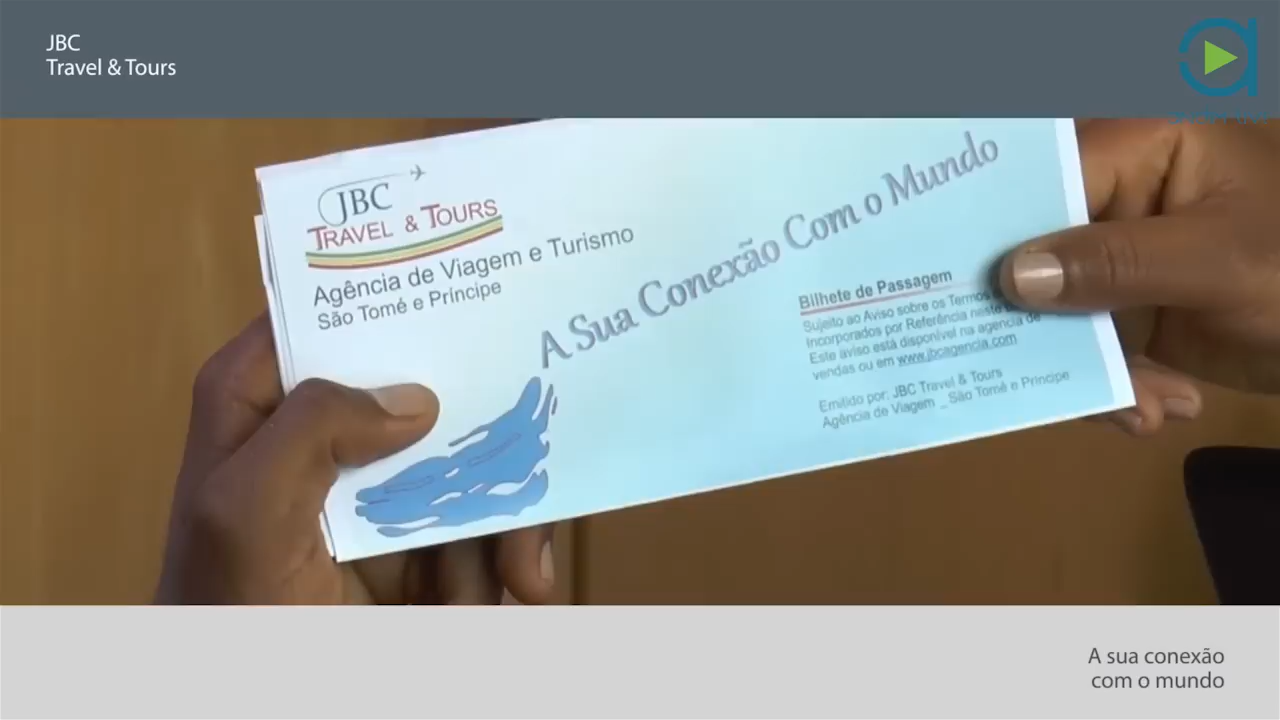 JBC
Travel & Tours
JBC
TRAVEL & TOURS
Agência de Viagem e Turismo
São Tomé e Príncipe
A Sua Conexão Com o Mundo
Bilhete de Passagem
Sujeito ao Aviso sobre os Termos
Incorporados por Referência neste
Este aviso está disponível na agencia de
vendas ou em www.jbcagencia.com
Emitido por: JBC Travel & Tours
Agência de Viagem _ São Tomé e Principe
A sua conexão
com o mundo